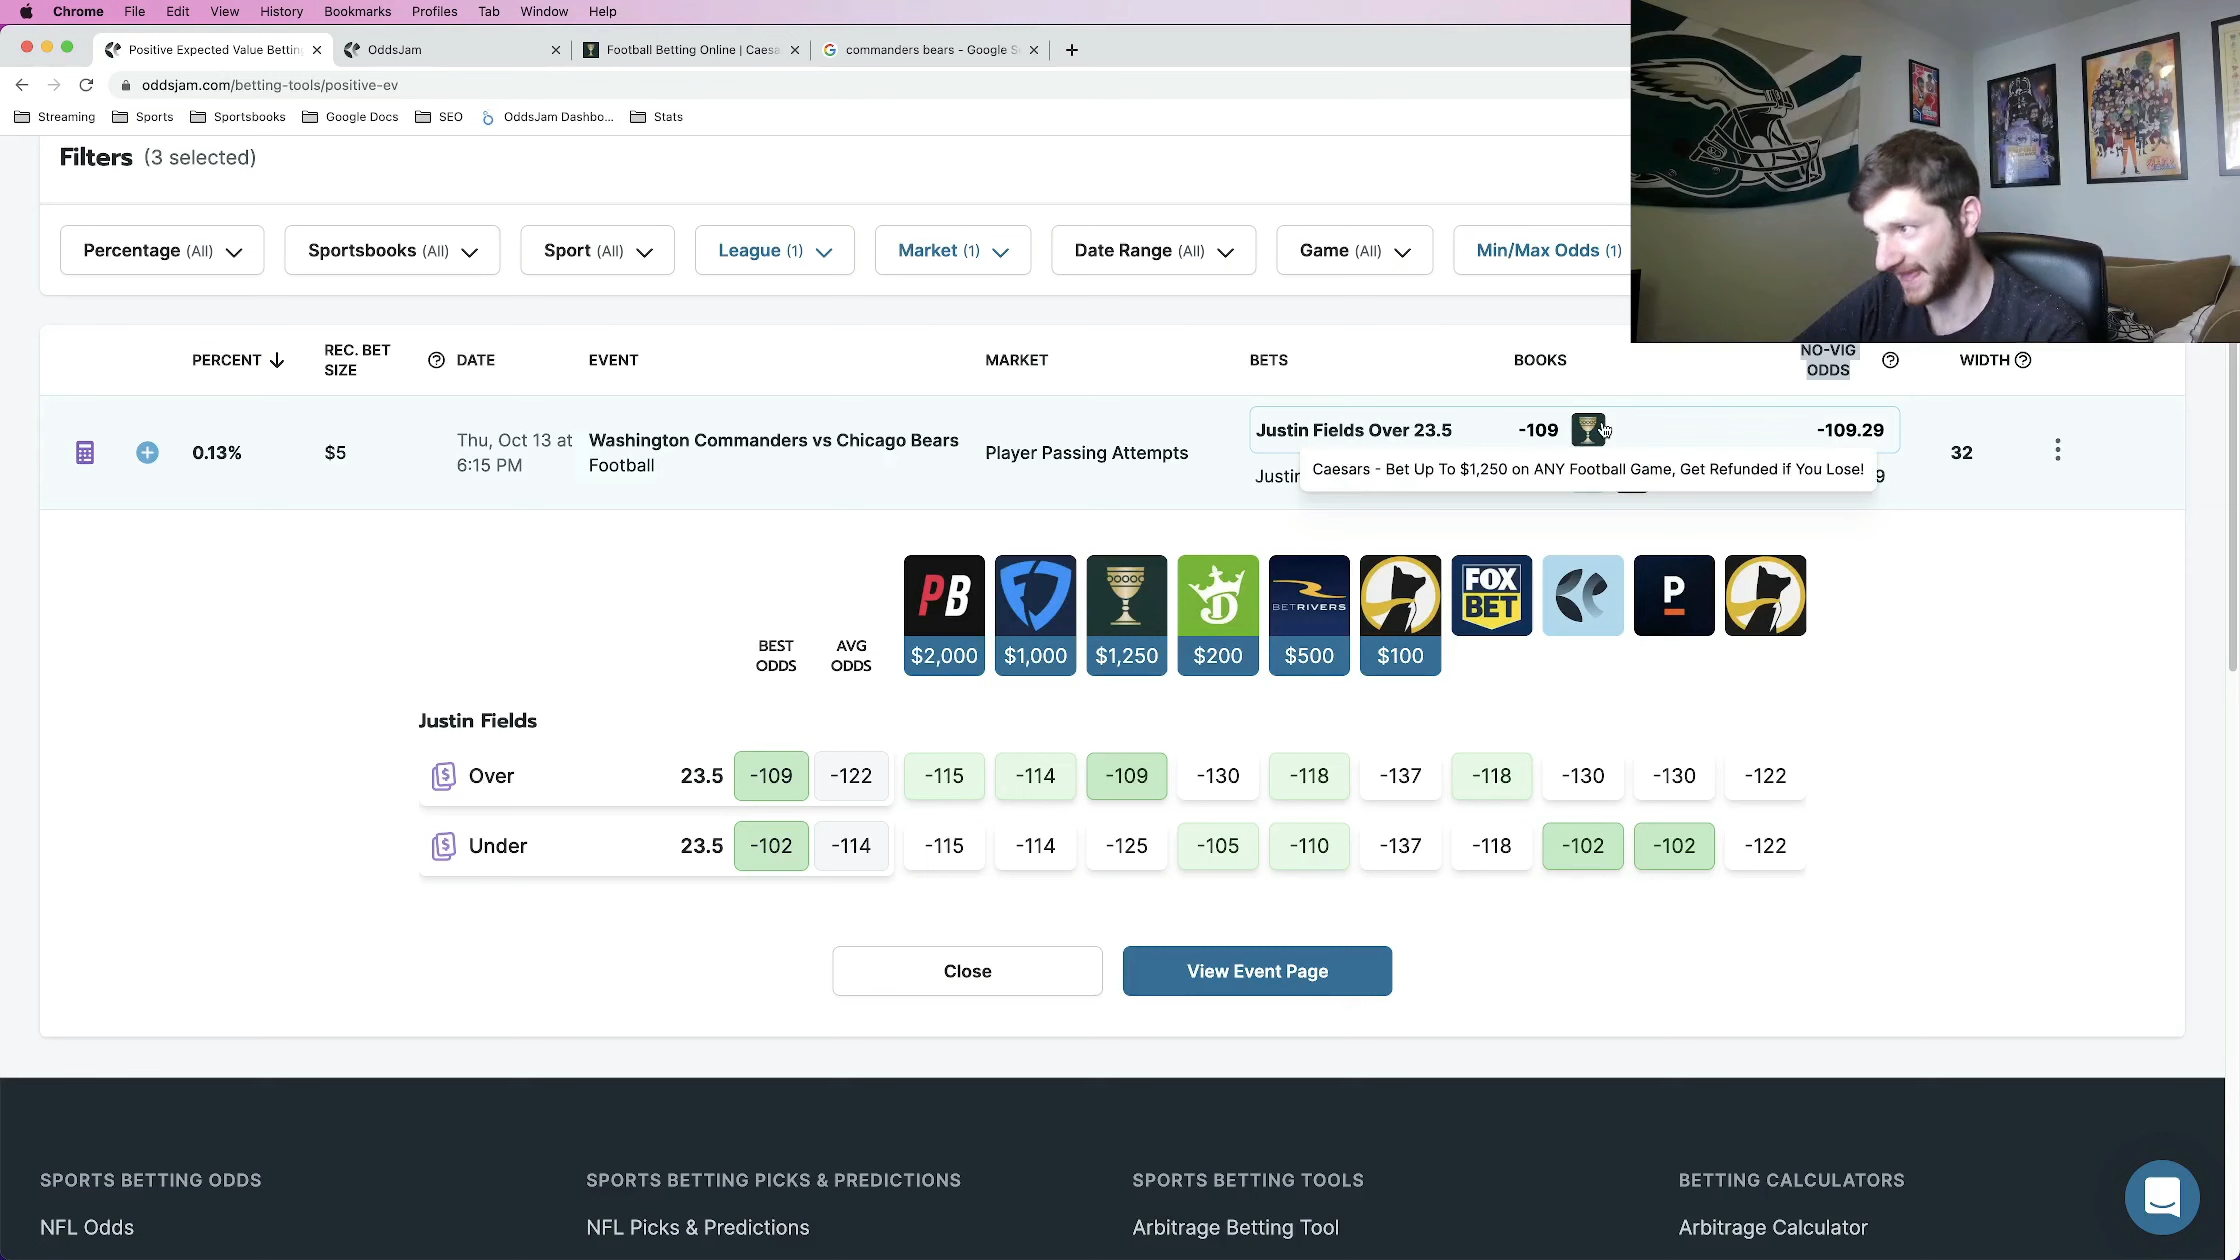 Chrome File Edit View History Bookmarks Profiles Tab Window Help
Positive Expected Value Betting OddsJam Football Betting Online | Caesa commanders bears - Google S
oddsjam.com/betting-tools/positive-ev
Streaming Sports Sportsbooks Google Docs SEO OddsJam Dashbo... Stats
Filters (3 selected)
Percentage (All) Sportsbooks (All) Sport (All) League (1) Market (1) Date Range (All) Game (All) Min/Max Odds (1)
PERCENT REC. BET SIZE DATE EVENT MARKET BETS BOOKS NO-VIG ODDS WIDTH
0.13% $5 Thu, Oct 13 at 6:15 PM Washington Commanders vs Chicago Bears Football Player Passing Attempts
Justin Fields Over 23.5 -109 -109.29
32
Caesars - Bet Up To $1,250 on ANY Football Game, Get Refunded if You Lose!
BEST ODDS AVG ODDS
PB FOX BET BETRIVERS P
$2,000 $1,000 $1,250 $200 $500 $100
Justin Fields
Over 23.5 -109 -122 -115 -114 -109 -130 -118 -137 -118 -130 -130 -122
Under 23.5 -102 -114 -115 -114 -125 -105 -110 -137 -118 -102 -102 -122
Close View Event Page
SPORTS BETTING ODDS SPORTS BETTING PICKS & PREDICTIONS SPORTS BETTING TOOLS BETTING CALCULATORS
NFL Odds NFL Picks & Predictions Arbitrage Betting Tool Arbitrage Calculator